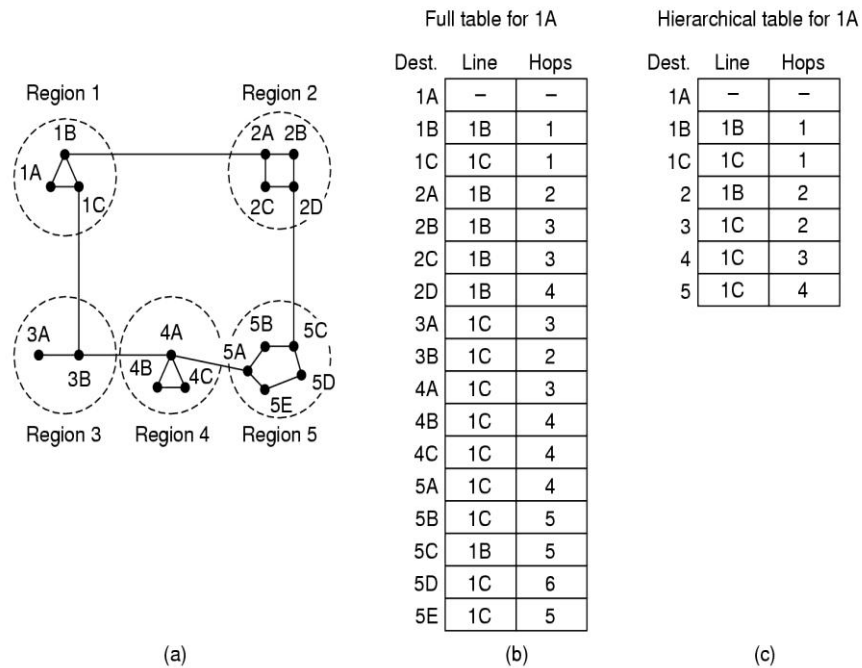 Full table for 1A
Hierarchical table for 1A
Dest. Line Hops
Dest. Line Hops
Region 1
Region 2
1B
2A 2B
1A
1C
2C 2D
3A
3B
4A
4B
4C
5B
5C
5A
5D
5E
Region 3
Region 4
Region 5
1A – –
1B 1B 1
1C 1C 1
2A 1B 2
2B 1B 3
2C 1B 3
2D 1B 4
3A 1C 3
3B 1C 2
4A 1C 3
4B 1C 4
4C 1C 4
5A 1C 4
5B 1C 5
5C 1B 5
5D 1C 6
5E 1C 5
1A – –
1B 1B 1
1C 1C 1
2 1B 2
3 1C 2
4 1C 3
5 1C 4
(a)
(b)
(c)